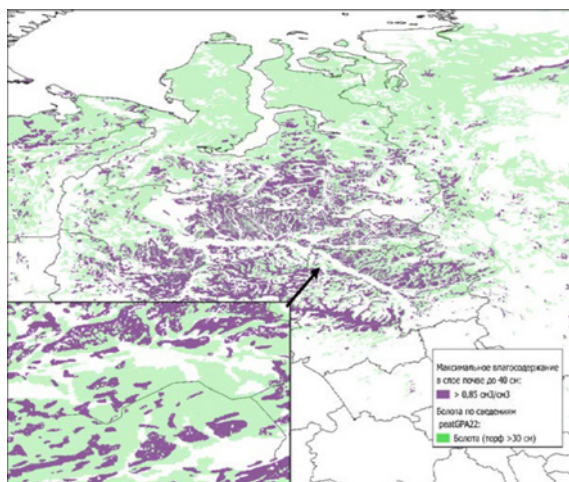 Максимальное влагосодержание
в слое почве до 40 см:
> 0,85 см3/см3
Болота по сведениям
peatGPA22:
Болота (торф >30 см)